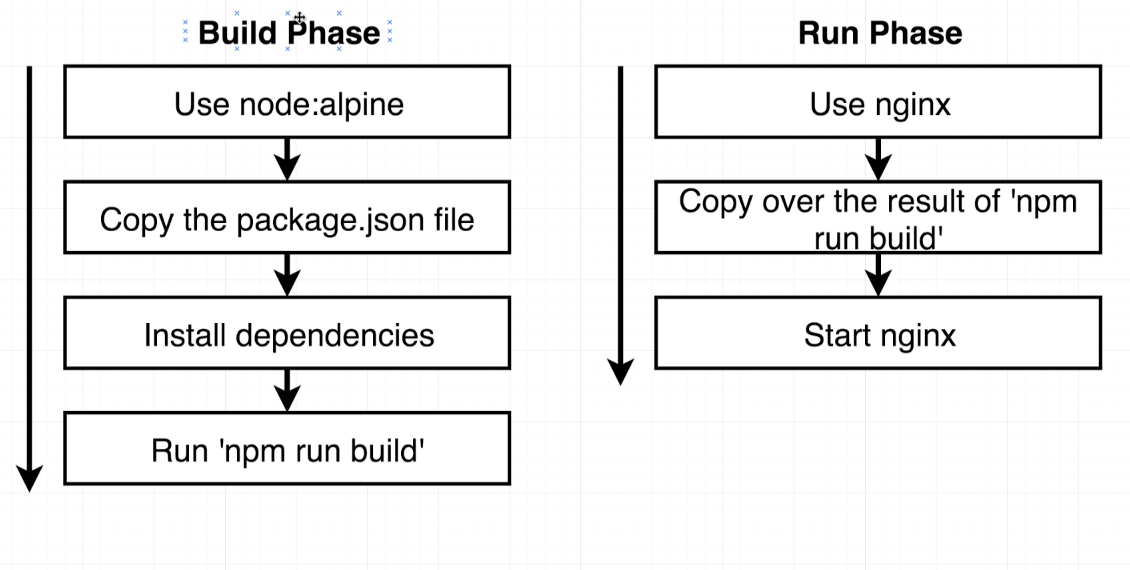 Build Phase
Use node:alpine
Copy the package.json file
Install dependencies
Run 'npm run build'
Run Phase
Use nginx
Copy over the result of 'npm
run build'
Start nginx